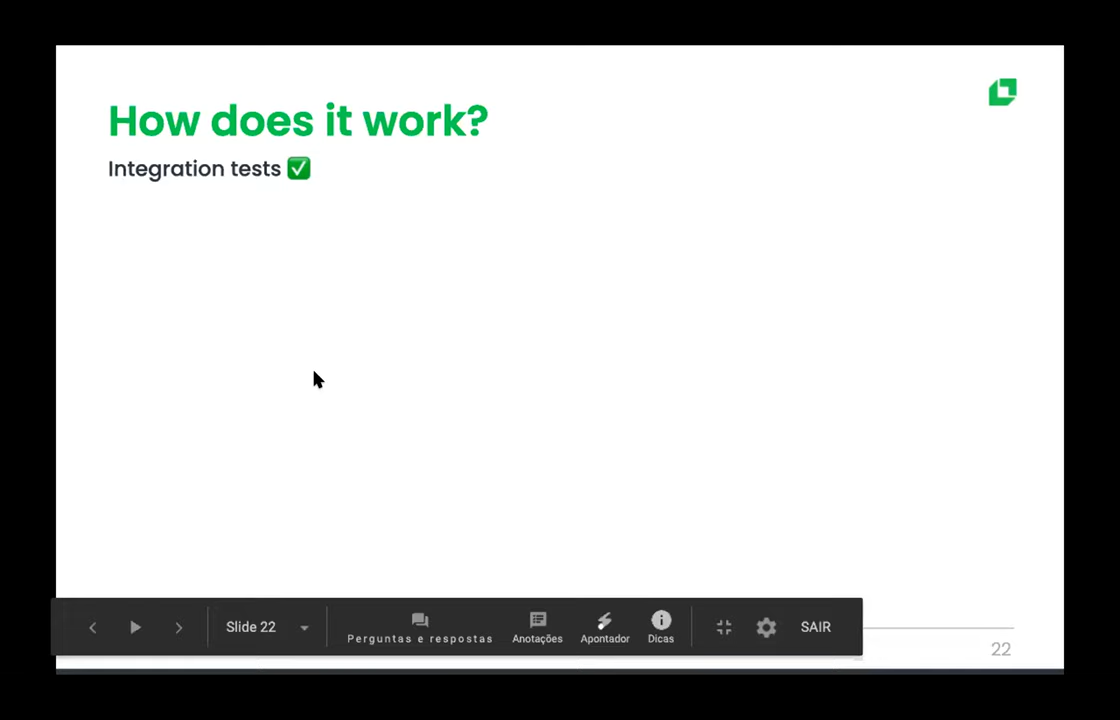 How does it work?
Integration tests ✅
Slide 22
Perguntas e respostas
Anotações
Apontador
Dicas
SAIR
22